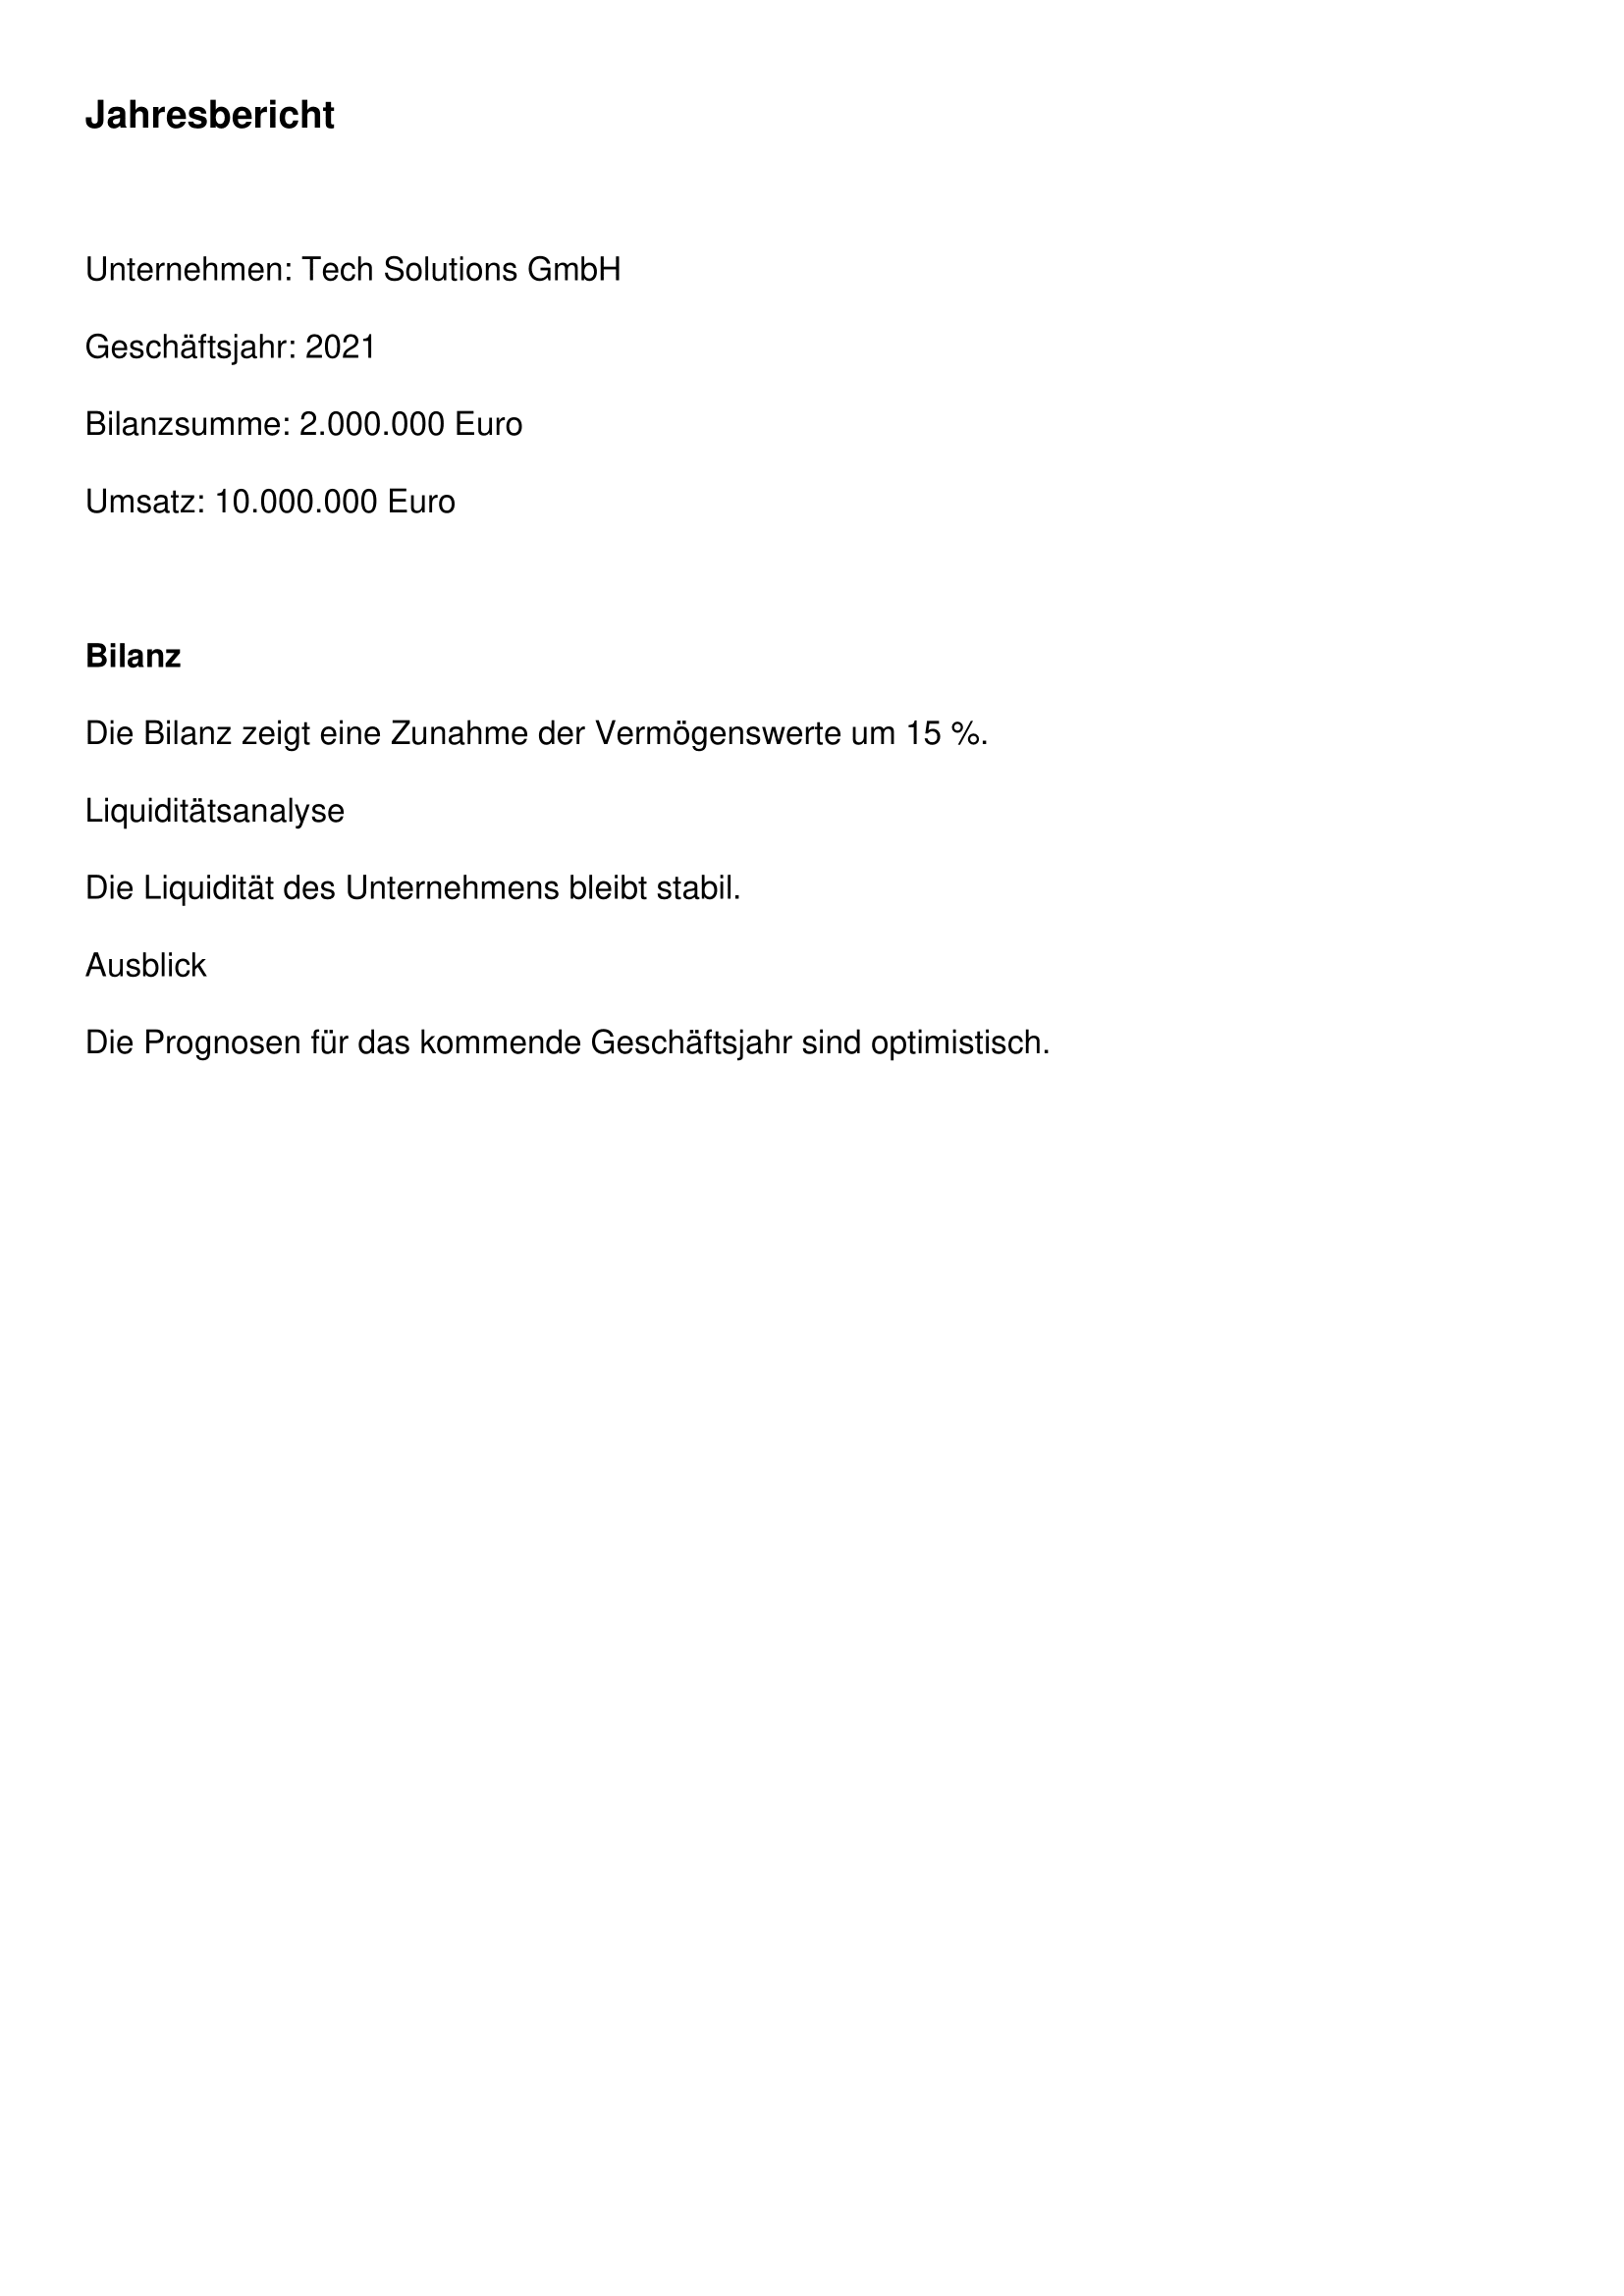 Jahresbericht
Unternehmen: Tech Solutions GmbH
Geschäftsjahr: 2021
Bilanzsumme: 2.000.000 Euro
Umsatz: 10.000.000 Euro
Bilanz
Die Bilanz zeigt eine Zunahme der Vermögenswerte um 15 %.
Liquiditätsanalyse
Die Liquidität des Unternehmens bleibt stabil.
Ausblick
Die Prognosen für das kommende Geschäftsjahr sind optimistisch.